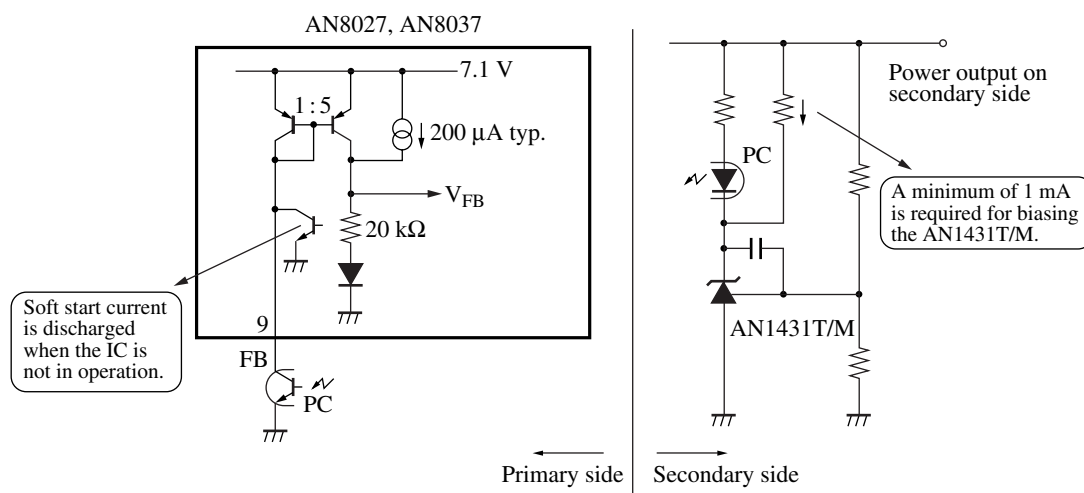 AN8027, AN8037
7.1 V
1 : 5
200 μA typ.
V_FB
20 kΩ
Soft start current
is discharged
when the IC is
not in operation.
9
FB
PC
Primary side
Power output on
secondary side
PC
A minimum of 1 mA
is required for biasing
the AN1431T/M.
AN1431T/M
Secondary side